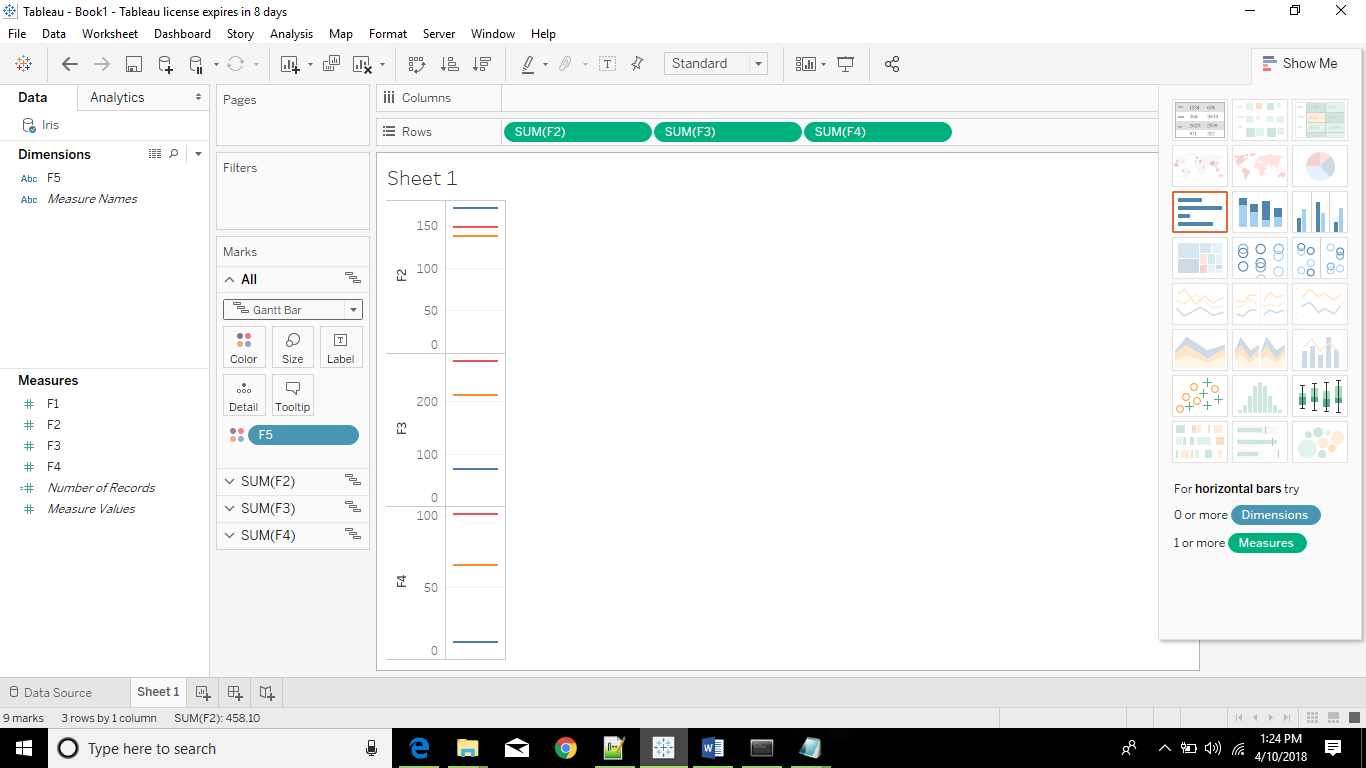 Tableau - Book1 - Tableau license expires in 8 days
File Data Worksheet Dashboard Story Analysis Map Format Server Window Help
Standard
Show Me
Data Analytics
Iris
Dimensions
Abc F5
Abc Measure Names
Measures
F1
F2
F3
F4
Number of Records
Measure Values
Pages
Filters
Marks
All
Gantt Bar
Color Size Label
Detail Tooltip
F5
SUM(F2)
SUM(F3)
SUM(F4)
Columns
Rows SUM(F2) SUM(F3) SUM(F4)
Sheet 1
F2
150
100
50
0
F3
200
100
0
F4
100
50
0
For horizontal bars try
0 or more Dimensions
1 or more Measures
Data Source Sheet 1
9 marks 3 rows by 1 column SUM(F2): 458.10
Type here to search
1:24 PM
4/10/2018